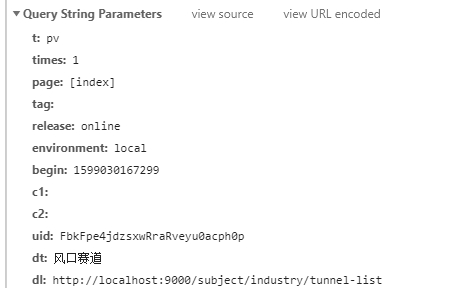 ▼Query String Parameters view source view URL encoded
t: pv
times: 1
page: [index]
tag:
release: online
environment: local
begin: 1599030167299
c1:
c2:
uid: FbkFpe4jdzsxwRraRveyu0acph0p
dt: 风口赛道
dl: http://localhost:9000/subject/industry/tunnel-list